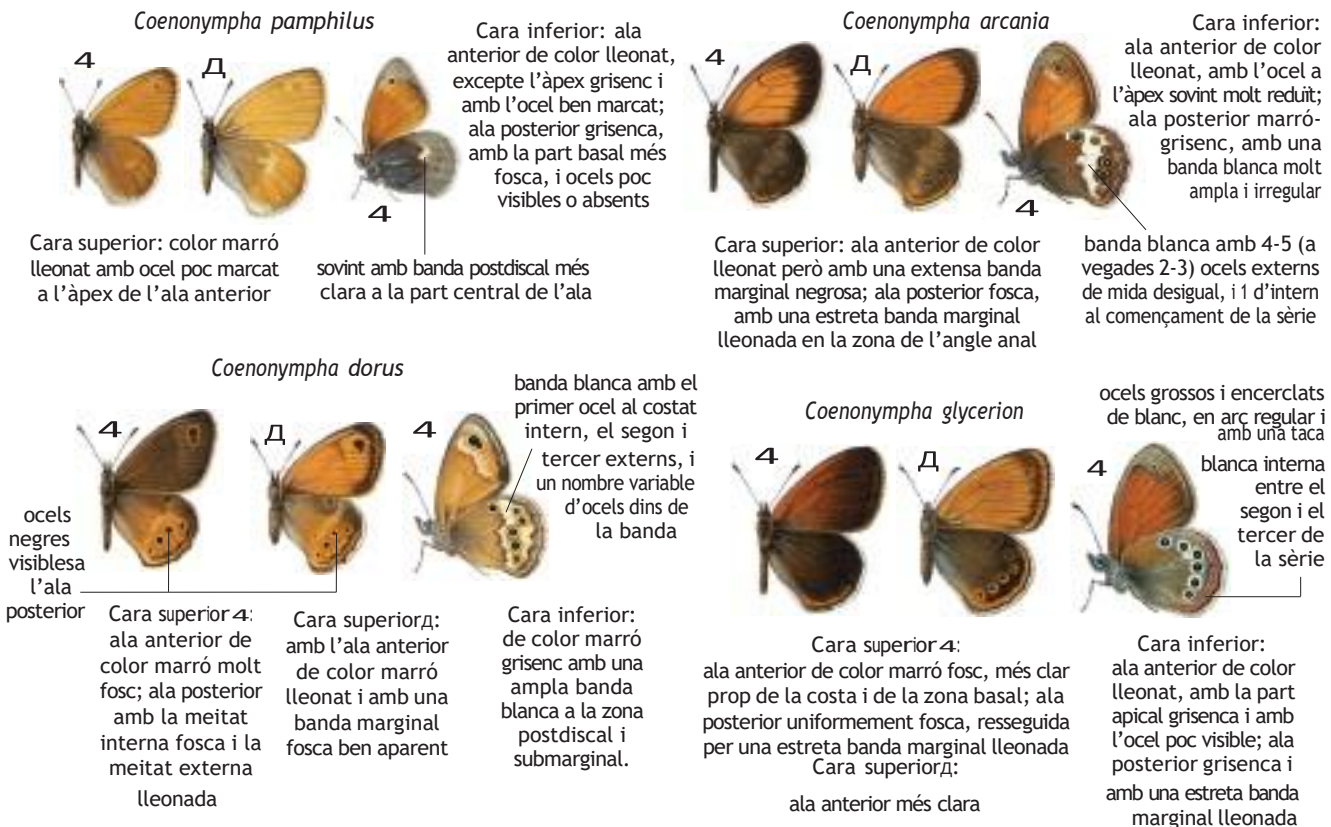 Coenonympha pamphilus
4
Д
4
Cara inferior: ala
anterior de color lleonat,
excepte l'àpex grisenc i
amb l'ocel ben marcat;
ala posterior grisenca,
amb la part basal més
fosca, i ocels poc
visibles o absents
Cara superior: color marró
lleonat amb ocel poc marcat
a l'àpex de l'ala anterior
sovint amb banda postdiscal més
clara a la part central de l'ala
Coenonympha arcania
4
Д
4
Cara inferior:
ala anterior de color
lleonat, amb l'ocel a
l'àpex sovint molt reduït;
ala posterior marró-
grisenc, amb una
banda blanca molt
ampla i irregular
Cara superior: ala anterior de color
lleonat però amb una extensa banda
marginal negrosa; ala posterior fosca,
amb una estreta banda marginal
lleonada en la zona de l'angle anal
banda blanca amb 4-5 (a
vegades 2-3) ocels externs
de mida desigual, i 1 d'intern
al començament de la sèrie
Coenonympha dorus
4
Д
4
banda blanca amb el
primer ocel al costat
intern, el segon i
tercer externs, i
un nombre variable
d'ocels dins de
la banda
ocels
negres
visiblesa
l'ala
posterior
Cara superior4:
ala anterior de
color marró molt
fosc; ala posterior
amb la meitat
interna fosca i la
meitat externa
lleonada
Cara superiorД:
amb l'ala anterior
de color marró
lleonat i amb una
banda marginal
fosca ben aparent
Cara inferior:
de color marró
grisenc amb una
ampla banda
blanca a la zona
postdiscal i
submarginal.
Coenonympha glycerion
4
Д
4
ocels grossos i encerclats
de blanc, en arc regular i
amb una taca
blanca interna
entre el
segon i el
tercer de
la sèrie
Cara superior4:
ala anterior de color marró fosc, més clar
prop de la costa i de la zona basal; ala
posterior uniformement fosca, resseguida
per una estreta banda marginal lleonada
Cara superiorД:
ala anterior més clara
Cara inferior:
ala anterior de color
lleonat, amb la part
apical grisenca i amb
l'ocel poc visible; ala
posterior grisenca i
amb una estreta banda
marginal lleonada